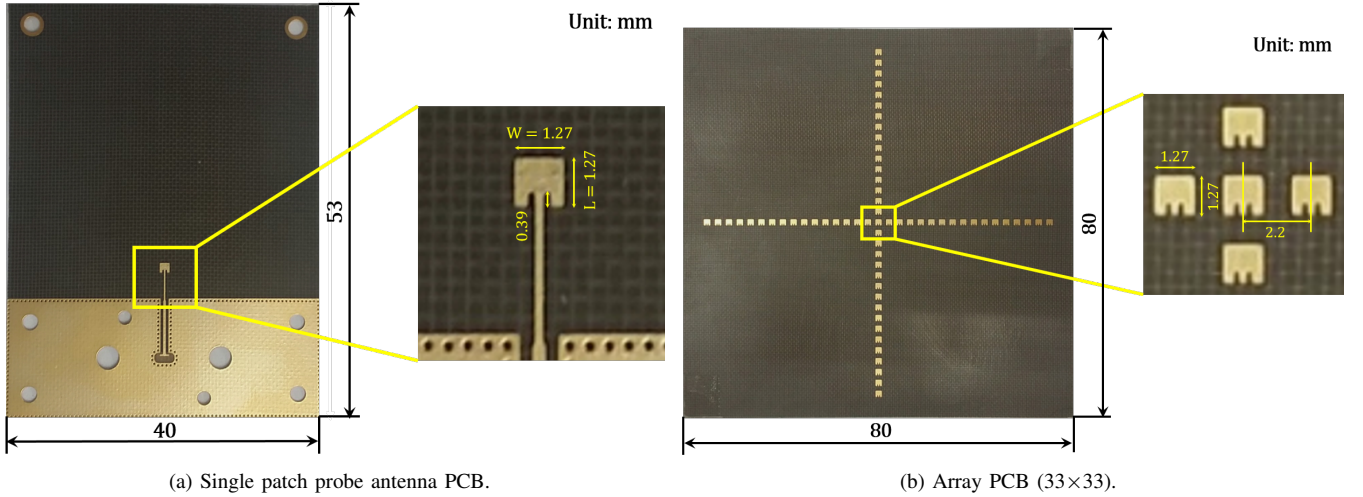 Unit: mm
W = 1.27
L = 1.27
0.39
53
40
(a) Single patch probe antenna PCB.
Unit: mm
1.27
1.27
2.2
80
80
(b) Array PCB (33×33).